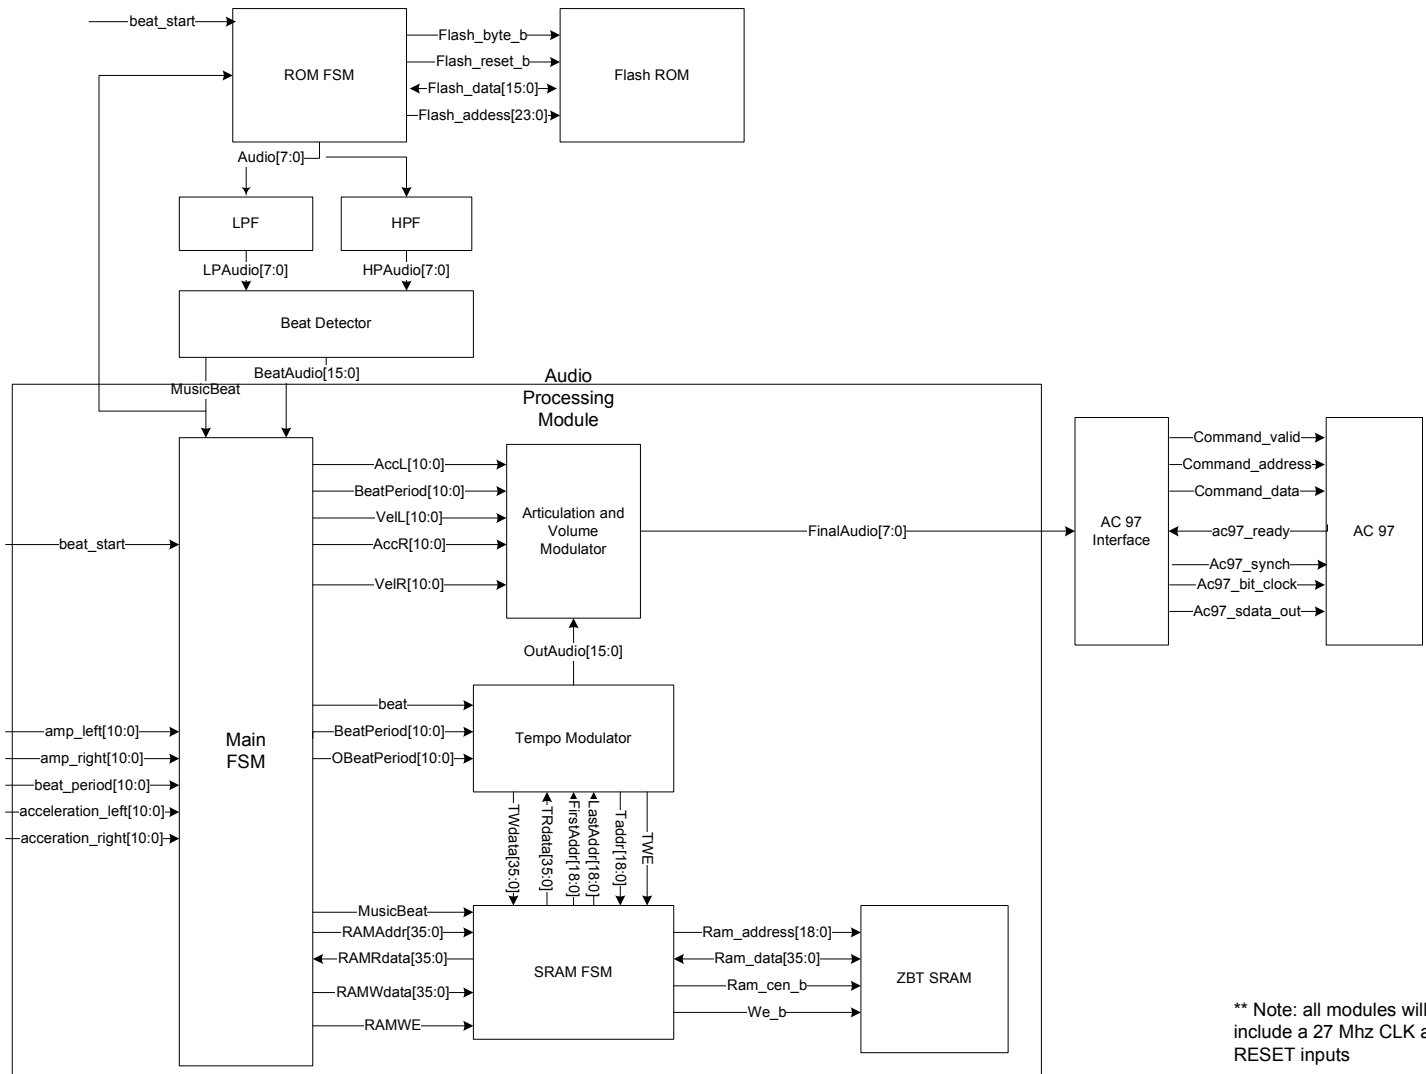 beat_start
ROM FSM
Flash_byte_b
Flash_reset_b
Flash_data[15:0]
Flash_addess[23:0]
Flash ROM
Audio[7:0]
LPF
HPF
LPAudio[7:0]
HPAudio[7:0]
Beat Detector
MusicBeat
BeatAudio[15:0]
Audio
Processing
Module
beat_start
amp_left[10:0]
amp_right[10:0]
beat_period[10:0]
acceleration_left[10:0]
acceration_right[10:0]
Main
FSM
AccL[10:0]
BeatPeriod[10:0]
VelL[10:0]
AccR[10:0]
VelR[10:0]
Articulation and
Volume
Modulator
FinalAudio[7:0]
AC 97
Interface
Command_valid
Command_address
Command_data
ac97_ready
Ac97_synch
Ac97_bit_clock
Ac97_sdata_out
AC 97
OutAudio[15:0]
beat
BeatPeriod[10:0]
OBeatPeriod[10:0]
Tempo Modulator
TWdata[35:0]
TRdata[35:0]
FirstAddr[18:0]
LastAddr[18:0]
Taddr[18:0]
TWE
MusicBeat
RAMAddr[35:0]
RAMRdata[35:0]
RAMWdata[35:0]
RAMWE
SRAM FSM
Ram_address[18:0]
Ram_data[35:0]
Ram_cen_b
We_b
ZBT SRAM
** Note: all modules will
include a 27 Mhz CLK a
RESET inputs